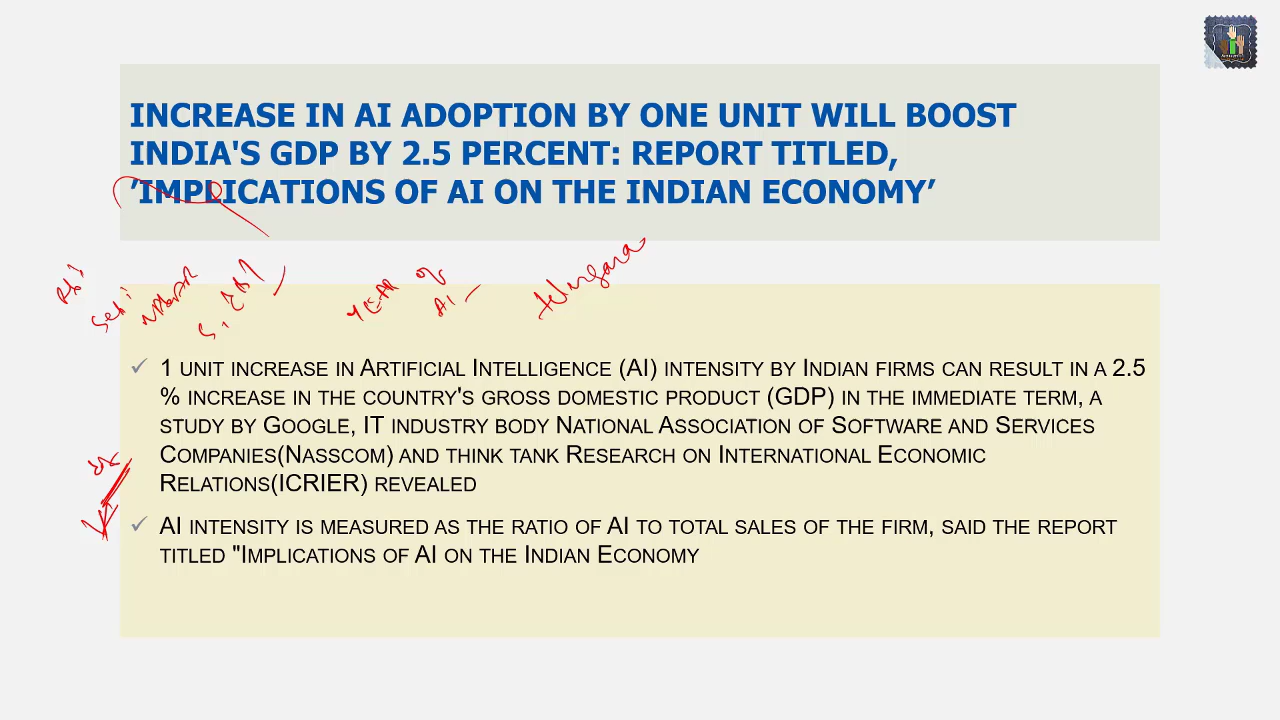 INCREASE IN AI ADOPTION BY ONE UNIT WILL BOOST
INDIA'S GDP BY 2.5 PERCENT: REPORT TITLED,
’IMPLICATIONS OF AI ON THE INDIAN ECONOMY’
YEAR of
AI
Telangana
✓ 1 UNIT INCREASE IN ARTIFICIAL INTELLIGENCE (AI) INTENSITY BY INDIAN FIRMS CAN RESULT IN A 2.5
% INCREASE IN THE COUNTRY'S GROSS DOMESTIC PRODUCT (GDP) IN THE IMMEDIATE TERM, A
STUDY BY GOOGLE, IT INDUSTRY BODY NATIONAL ASSOCIATION OF SOFTWARE AND SERVICES
COMPANIES(NASSCOM) AND THINK TANK RESEARCH ON INTERNATIONAL ECONOMIC
RELATIONS(ICRIER) REVEALED
✓ AI INTENSITY IS MEASURED AS THE RATIO OF AI TO TOTAL SALES OF THE FIRM, SAID THE REPORT
TITLED "IMPLICATIONS OF AI ON THE INDIAN ECONOMY